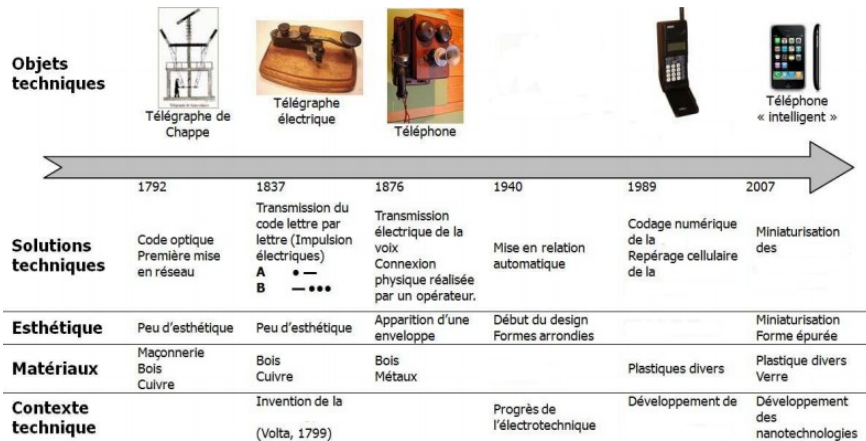 Objets
techniques
Télégraphe de
Chappe
Télégraphe
électrique
Téléphone
Téléphone
« intelligent »
1792
1837
1876
1940
1989
2007
Solutions
techniques
Code optique
Première mise
en réseau
Transmission du
code lettre par
lettre (Impulsion
électriques)
A •—
B —•••
Transmission
électrique de la
voix
Connexion
physique réalisée
par un opérateur.
Mise en relation
automatique
Codage numérique
de la
Repérage cellulaire
de la
Miniaturisation
des
Esthétique
Peu d'esthétique
Peu d'esthétique
Apparition d'une
enveloppe
Début du design
Formes arrondies
Miniaturisation
Forme épurée
Matériaux
Maçonnerie
Bois
Cuivre
Bois
Cuivre
Bois
Métaux
Plastiques divers
Plastique divers
Verre
Contexte
technique
Invention de la
(Volta, 1799)
Progrès de
l'électrotechnique
Développement de
Développement
des
nanotechnologies